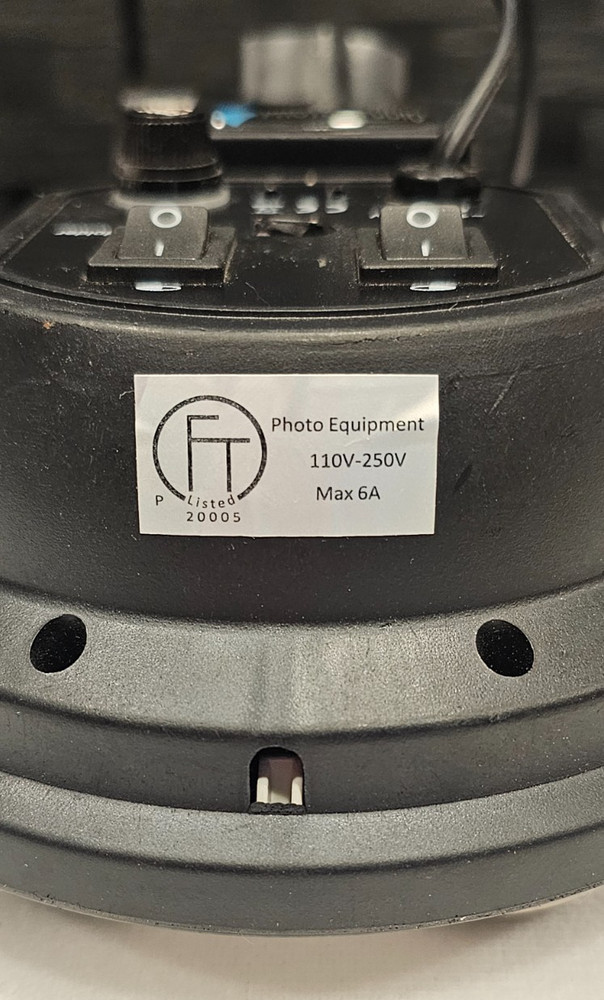 FT
P Listed
20005
Photo Equipment
110V-250V
Max 6A